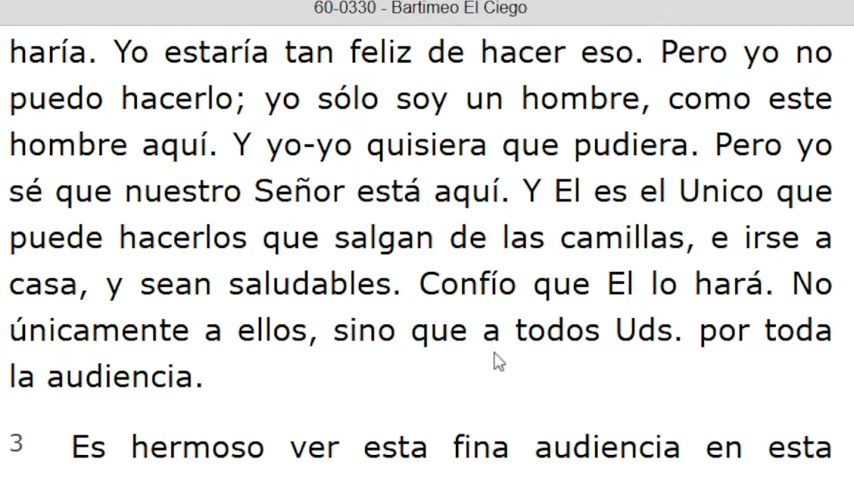 60-0330 - Bartimeo El Ciego
haría. Yo estaría tan feliz de hacer eso. Pero yo no
puedo hacerlo; yo sólo soy un hombre, como este
hombre aquí. Y yo-yo quisiera que pudiera. Pero yo
sé que nuestro Señor está aquí. Y El es el Unico que
puede hacerlos que salgan de las camillas, e irse a
casa, y sean saludables. Confío que El lo hará. No
únicamente a ellos, sino que a todos Uds. por toda
la audiencia.
3 Es hermoso ver esta fina audiencia en esta